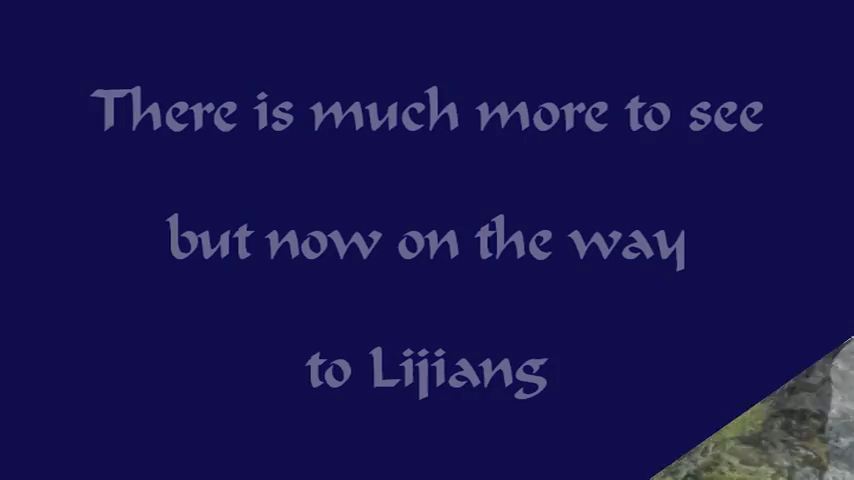 There is much more to see
but now on the way
to Lijiang